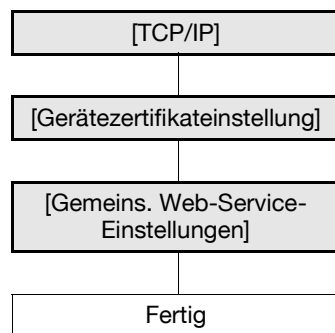 [TCP/IP]
[Gerätezertifikateinstellung]
[Gemeins. Web-Service-
Einstellungen]
Fertig